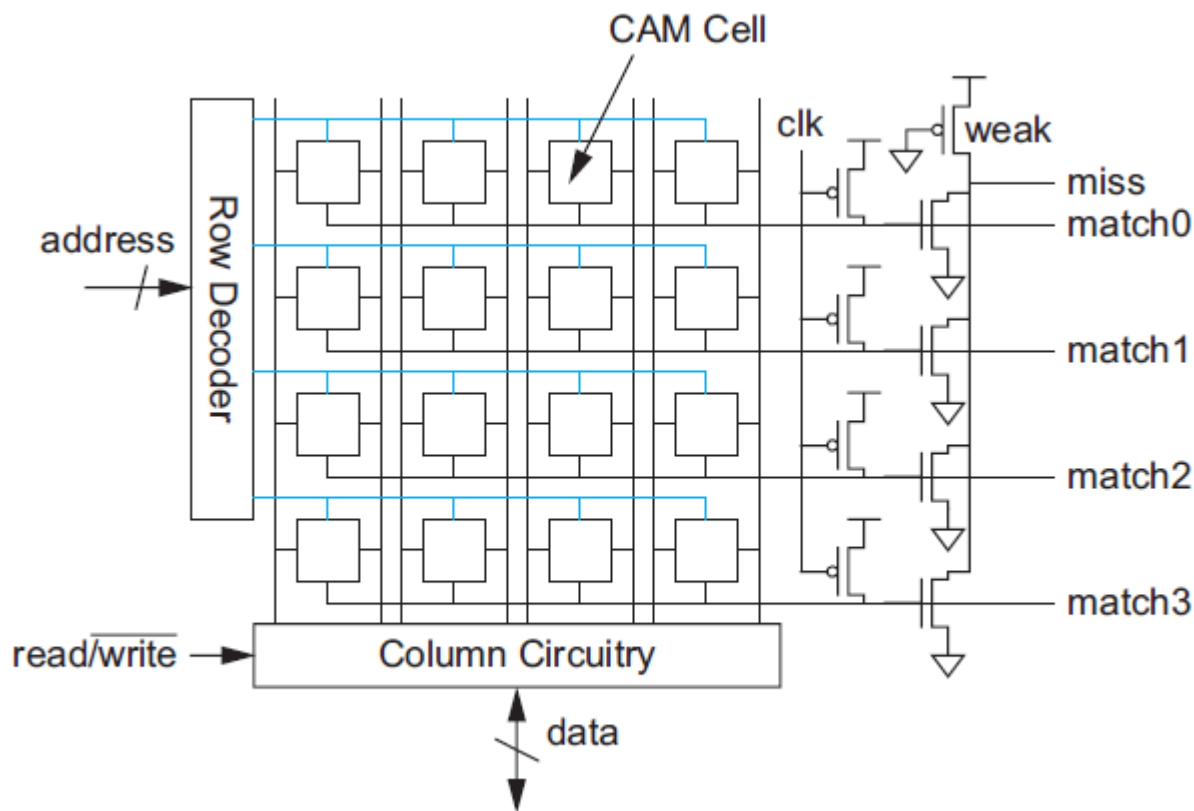 CAM Cell
clk
weak
miss
match0
address
Row Decoder
match1
match2
match3
read/write
Column Circuitry
data